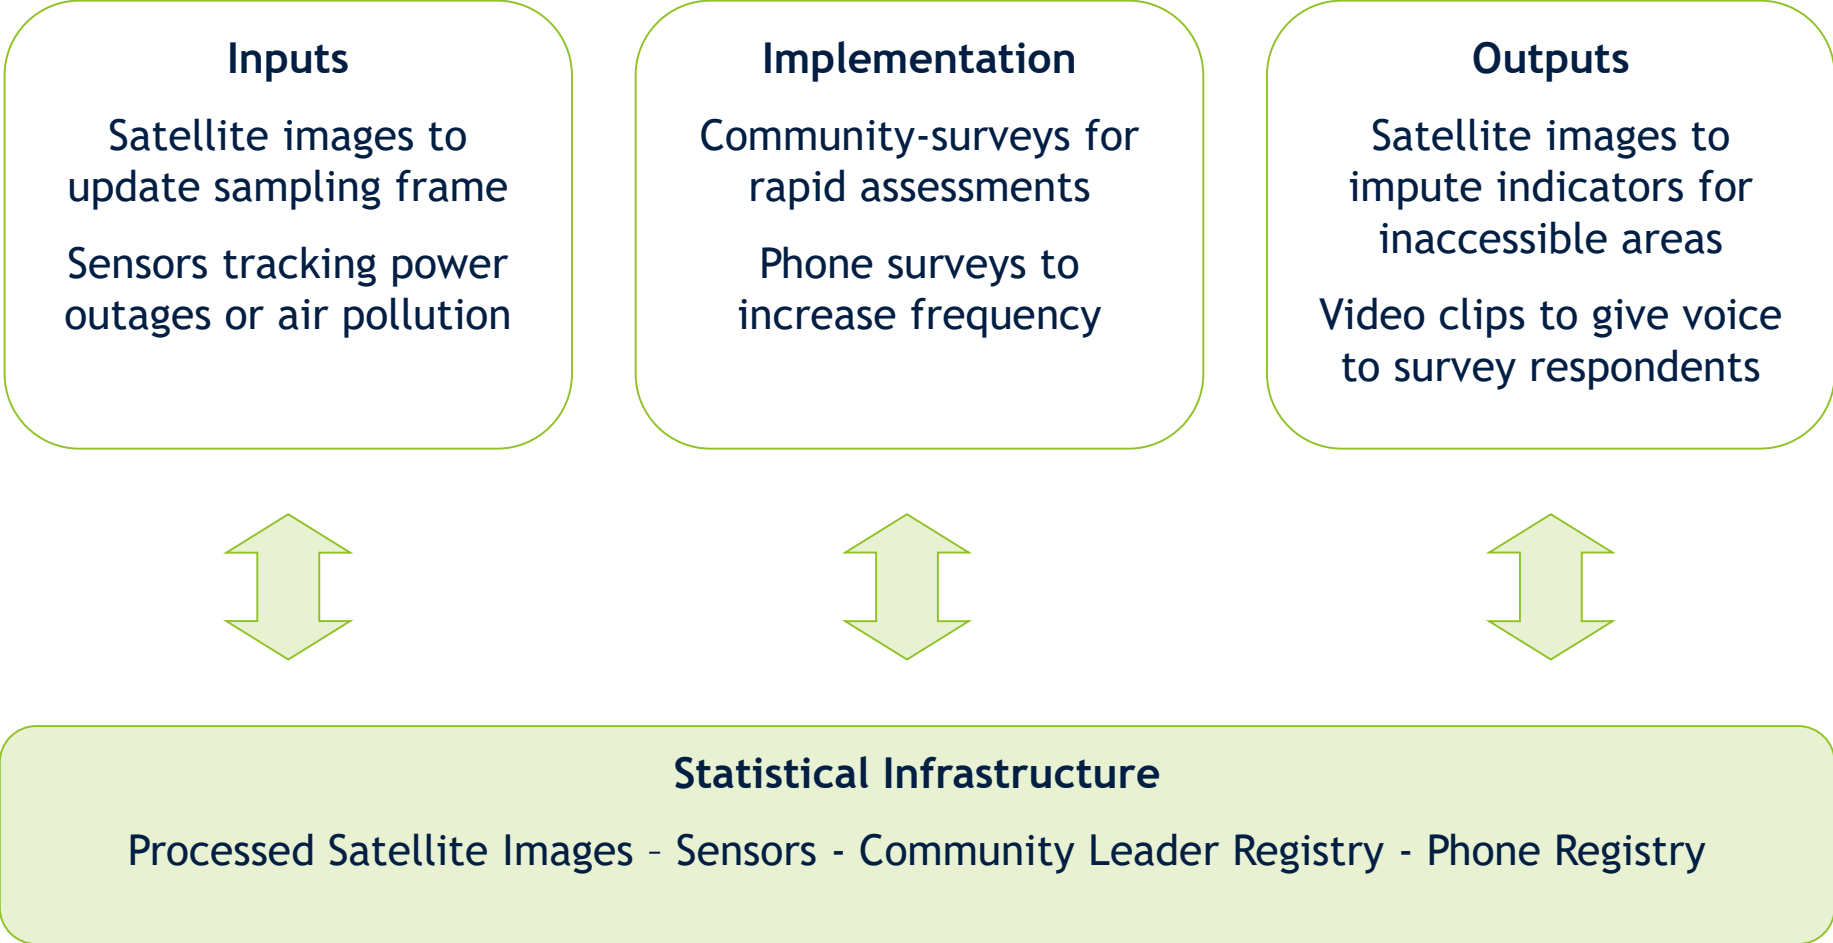 Inputs
Satellite images to
update sampling frame
Sensors tracking power
outages or air pollution
Implementation
Community-surveys for
rapid assessments
Phone surveys to
increase frequency
Outputs
Satellite images to
impute indicators for
inaccessible areas
Video clips to give voice
to survey respondents
Statistical Infrastructure
Processed Satellite Images – Sensors - Community Leader Registry - Phone Registry